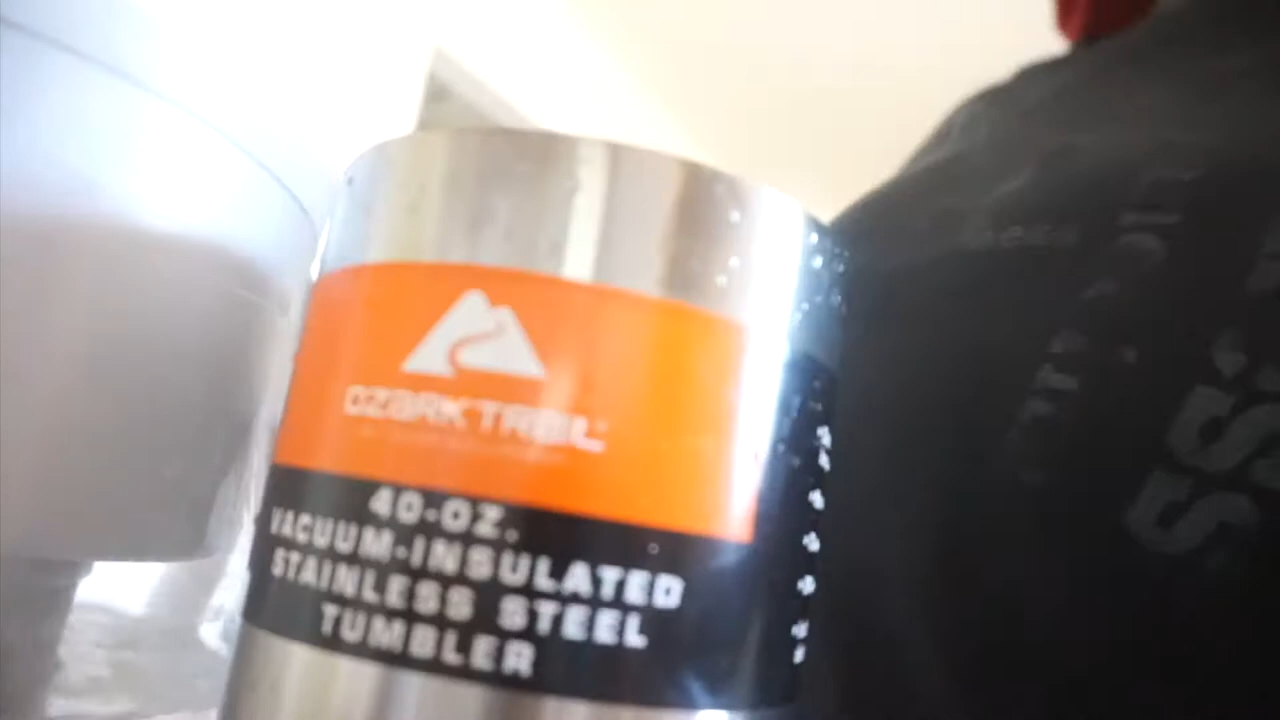 OZARK TRAIL
40-OZ.
VACUUM-INSULATED
STAINLESS STEEL
TUMBLER